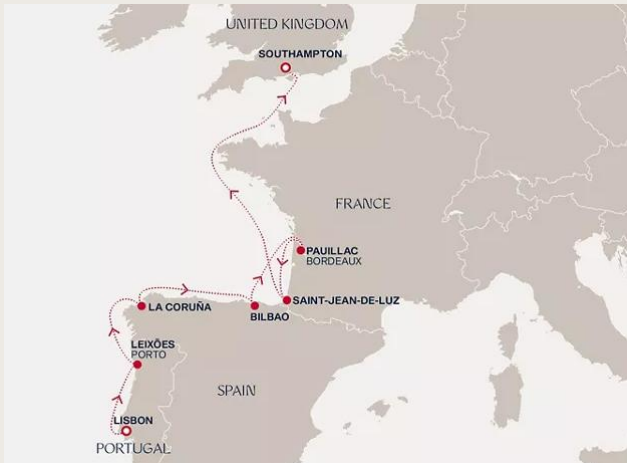 UNITED KINGDOM
SOUTHAMPTON
FRANCE
PAUILLAC
BORDEAUX
SAINT-JEAN-DE-LUZ
LA CORUÑA
BILBAO
LEIXÕES
PORTO
SPAIN
LISBON
PORTUGAL